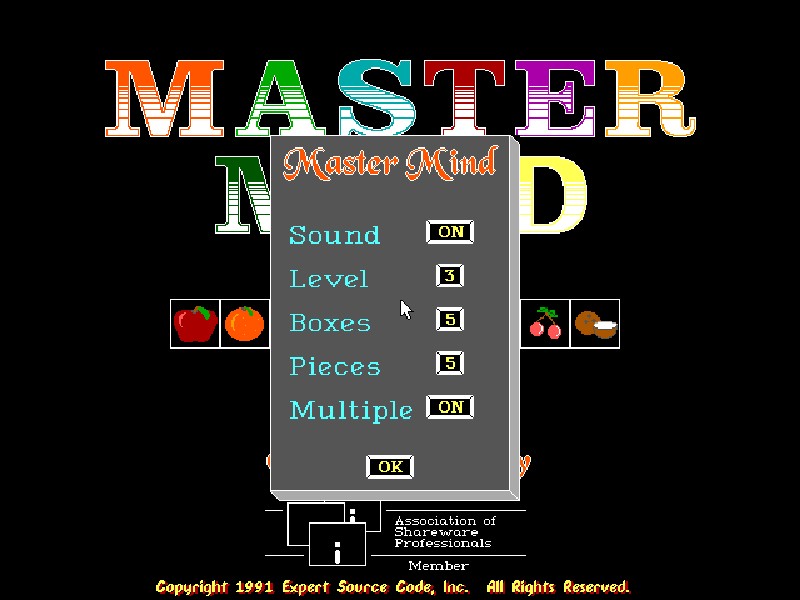 MASTER
Master Mind
Sound ON
Level 3
Boxes 5
Pieces 5
Multiple ON
OK
Association of
Shareware
Professionals
Member
Copyright 1991 Expert Source Code, Inc. All Rights Reserved.